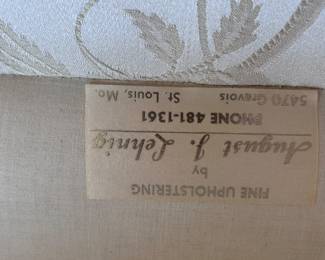 FINE UPHOLSTERING
by
August J. Lehnig
PHONE 481-1361
5470 Gravois St. Louis, Mo.